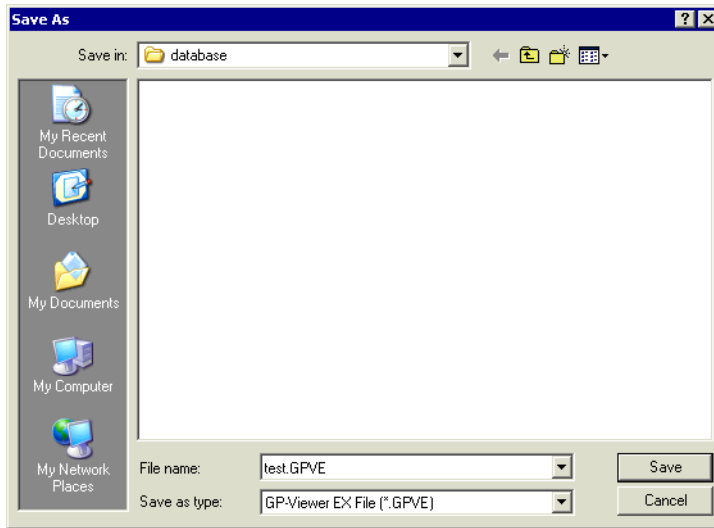 Save As
Save in:
database
My Recent
Documents
Desktop
My Documents
My Computer
My Network
Places
File name:
test.GPVE
Save
Save as type:
GP-Viewer EX File (*.GPVE)
Cancel